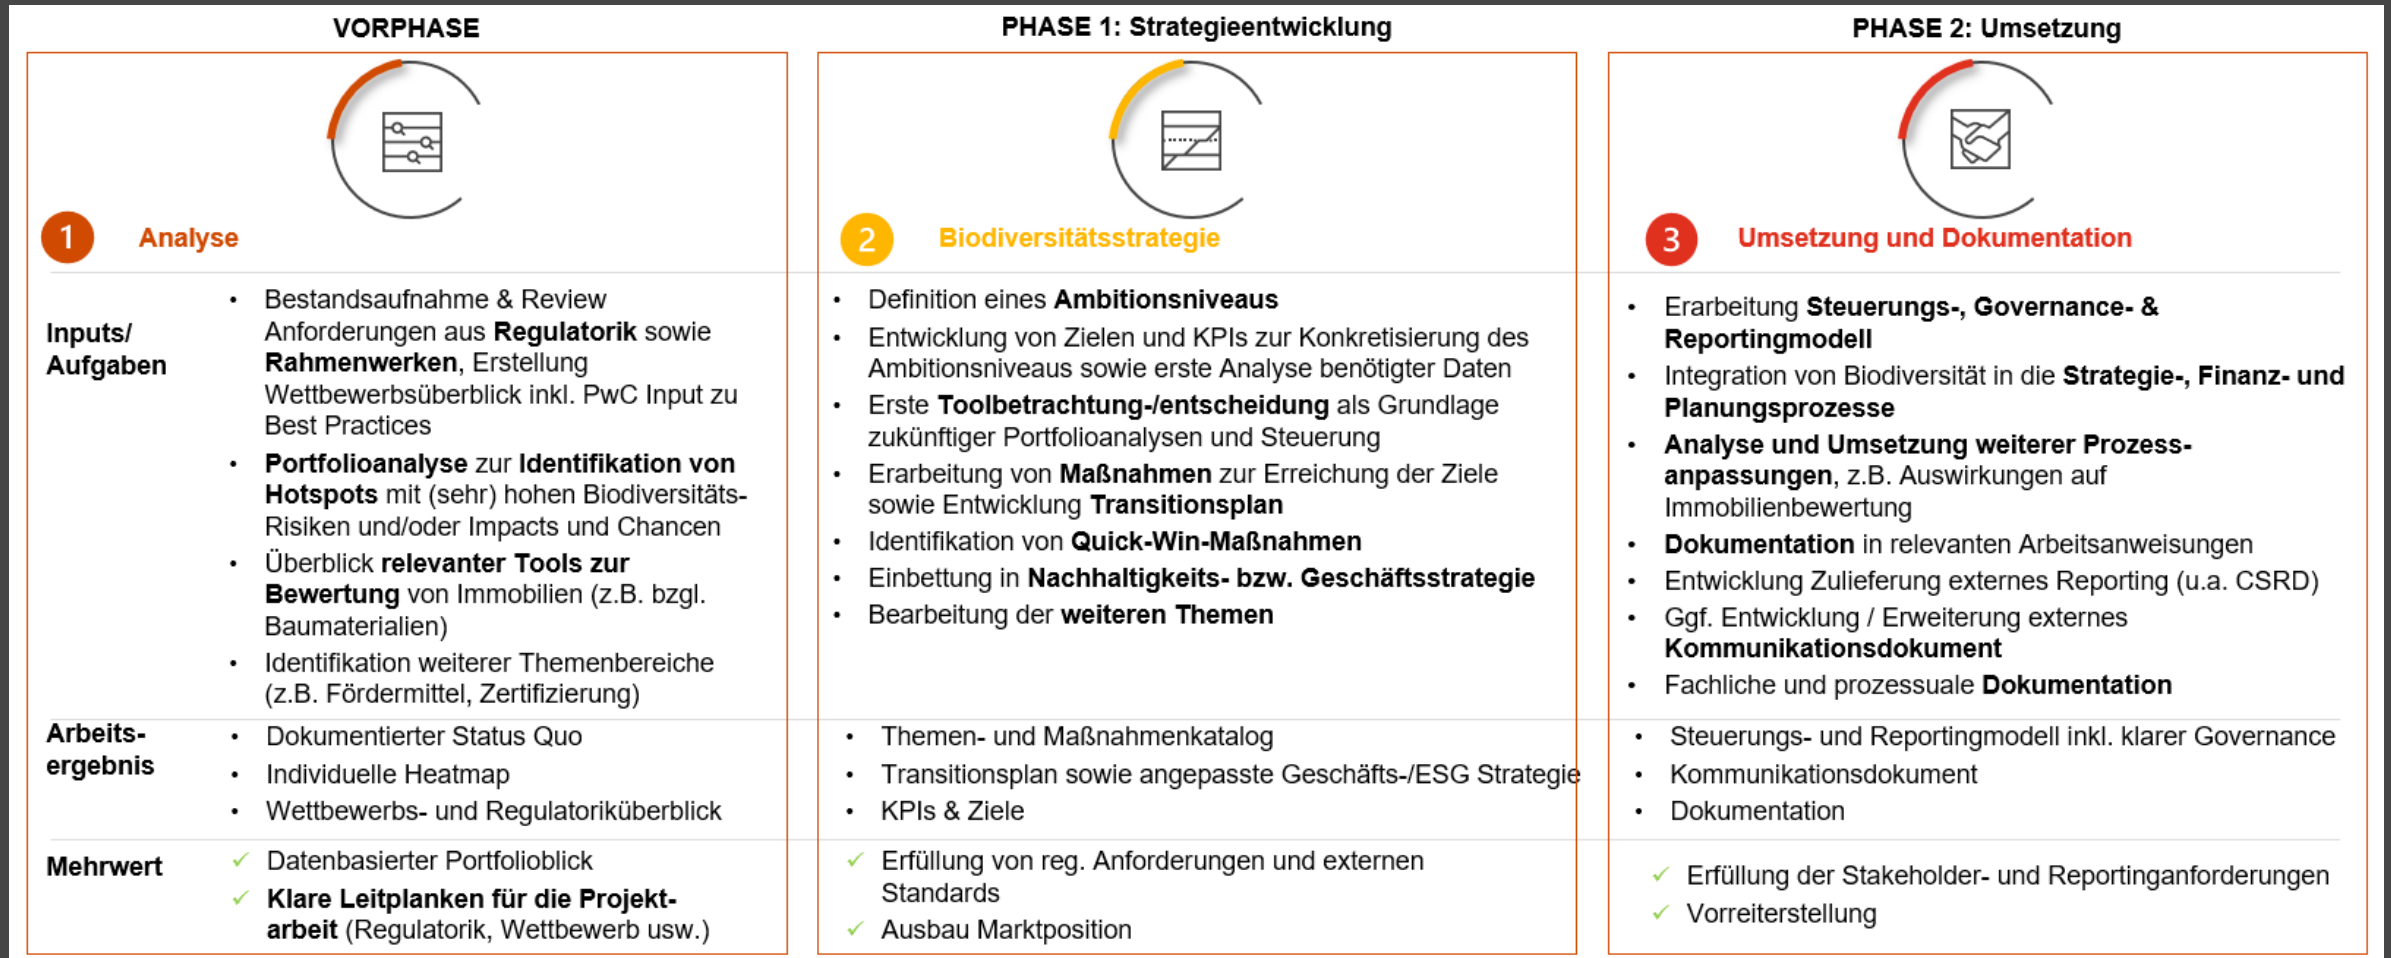 VORPHASE
PHASE 1: Strategieentwicklung
PHASE 2: Umsetzung
1
Analyse
2
Biodiversitätsstrategie
3
Umsetzung und Dokumentation
Inputs/
Aufgaben
• Bestandsaufnahme & Review
Anforderungen aus Regulatorik sowie
Rahmenwerken, Erstellung
Wettbewerbsüberblick inkl. PwC Input zu
Best Practices
• Portfolioanalyse zur Identifikation von
Hotspots mit (sehr) hohen Biodiversitäts-
Risiken und/oder Impacts und Chancen
• Überblick relevanter Tools zur
Bewertung von Immobilien (z.B. bzgl.
Baumaterialien)
• Identifikation weiterer Themenbereiche
(z.B. Fördermittel, Zertifizierung)
• Definition eines Ambitionsniveaus
• Entwicklung von Zielen und KPIs zur Konkretisierung des
Ambitionsniveaus sowie erste Analyse benötigter Daten
• Erste Toolbetrachtung-/entscheidung als Grundlage
zukünftiger Portfolioanalysen und Steuerung
• Erarbeitung von Maßnahmen zur Erreichung der Ziele
sowie Entwicklung Transitionsplan
• Identifikation von Quick-Win-Maßnahmen
• Einbettung in Nachhaltigkeits- bzw. Geschäftsstrategie
• Bearbeitung der weiteren Themen
• Erarbeitung Steuerungs-, Governance- &
Reportingmodell
• Integration von Biodiversität in die Strategie-, Finanz- und
Planungsprozesse
• Analyse und Umsetzung weiterer Prozess-
anpassungen, z.B. Auswirkungen auf
Immobilienbewertung
• Dokumentation in relevanten Arbeitsanweisungen
• Entwicklung Zulieferung externes Reporting (u.a. CSRD)
• Ggf. Entwicklung / Erweiterung externes
Kommunikationsdokument
• Fachliche und prozessuale Dokumentation
Arbeits-
ergebnis
• Dokumentierter Status Quo
• Individuelle Heatmap
• Wettbewerbs- und Regulatoriküberblick
• Themen- und Maßnahmenkatalog
• Transitionsplan sowie angepasste Geschäfts-/ESG Strategie
• KPIs & Ziele
• Steuerungs- und Reportingmodell inkl. klarer Governance
• Kommunikationsdokument
• Dokumentation
Mehrwert
✓ Datenbasierter Portfolioblick
✓ Klare Leitplanken für die Projekt-
arbeit (Regulatorik, Wettbewerb usw.)
✓ Erfüllung von reg. Anforderungen und externen
Standards
✓ Ausbau Marktposition
✓ Erfüllung der Stakeholder- und Reportinganforderungen
✓ Vorreiterstellung